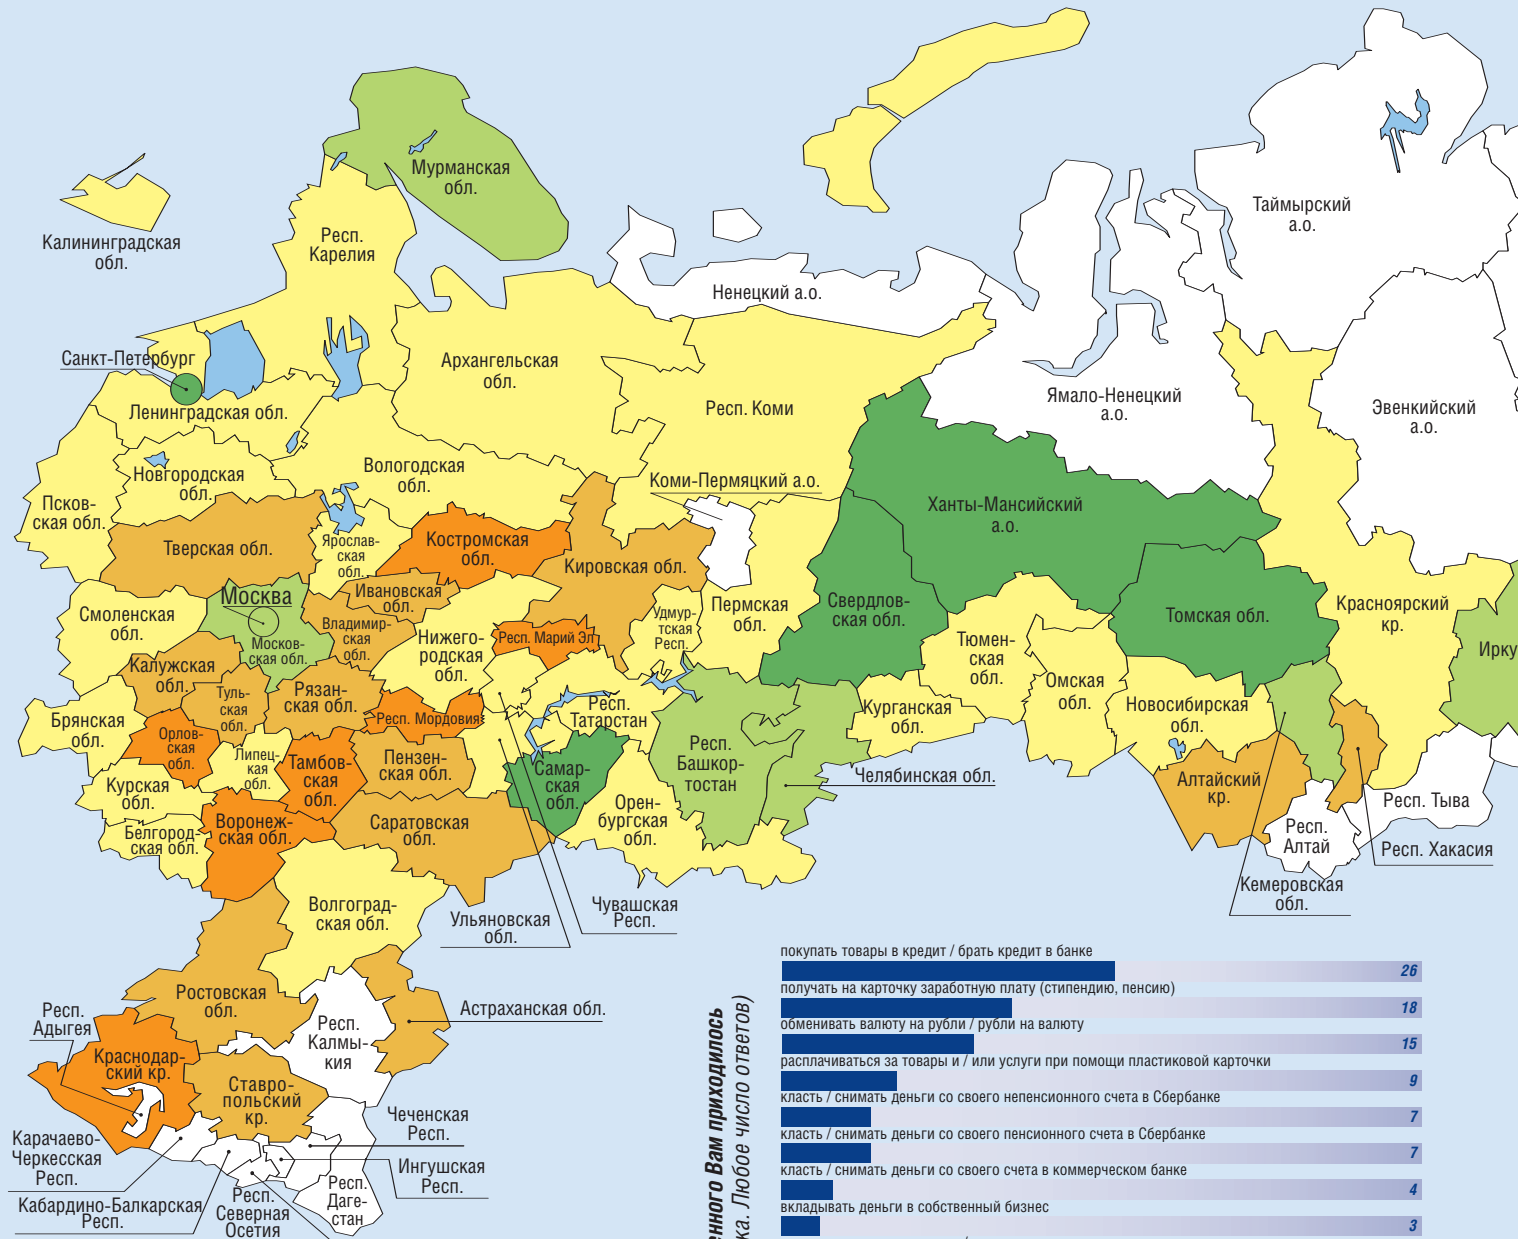 Мурманская
обл.
Калининградская
обл.
Респ.
Карелия
Таймырский
а.о.
Ненецкий а.о.
Санкт-Петербург
Архангельская
обл.
Ленинградская обл.
Респ. Коми
Ямало-Ненецкий
а.о.
Эвенкийский
а.о.
Новгородская
обл.
Вологодская
обл.
Коми-Пермяцкий а.о.
Псков-
ская обл.
Ханты-Мансийский
а.о.
Тверская обл.
Ярослав-
ская
обл.
Костромская
обл.
Кировская обл.
Москва
Смоленская
обл.
Ивановская
обл.
Владимир-
ская
обл.
Москов-
ская обл.
Нижего-
родская
обл.
Респ. Марий Эл
Удмур-
тская
Респ.
Пермская
обл.
Свердлов-
ская обл.
Томская обл.
Красноярский
кр.
Тюмен-
ская
обл.
Омская
обл.
Ирку
Калужская
обл.
Туль-
ская
обл.
Рязан-
ская обл.
Респ. Мордовия
Респ.
Татарстан
Курганская
обл.
Новосибирская
обл.
Брянская
обл.
Орлов-
ская
обл.
Липец-
кая
обл.
Тамбов-
ская
обл.
Пензен-
ская обл.
Самар-
ская
обл.
Респ.
Башкор-
тостан
Челябинская обл.
Алтайский
кр.
Респ. Тыва
Курская
обл.
Белгород-
ская обл.
Воронеж-
ская обл.
Саратовская
обл.
Орен-
бургская
обл.
Респ.
Алтай
Респ. Хакасия
Кемеровская
обл.
Волгоград-
ская обл.
Ульяновская
обл.
Чувашская
Респ.
Ростовская
обл.
Респ.
Адыгея
Респ.
Калмы-
кия
Астраханская обл.
Краснодар-
ский кр.
Ставро-
польский
кр.
Чеченская
Респ.
Карачаево-
Черкесская
Респ.
Ингушская
Респ.
Кабардино-Балкарская
Респ.
Респ.
Северная
Осетия
Респ.
Даге-
стан
енного Вам приходилось
ка. Любое число ответов)
покупать товары в кредит / брать кредит в банке
26
получать на карточку заработную плату (стипендию, пенсию)
18
обменивать валюту на рубли / рубли на валюту
15
расплачиваться за товары и / или услуги при помощи пластиковой карточки
9
класть / снимать деньги со своего непенсионного счета в Сбербанке
7
класть / снимать деньги со своего пенсионного счета в Сбербанке
7
класть / снимать деньги со своего счета в коммерческом банке
4
вкладывать деньги в собственный бизнес
3